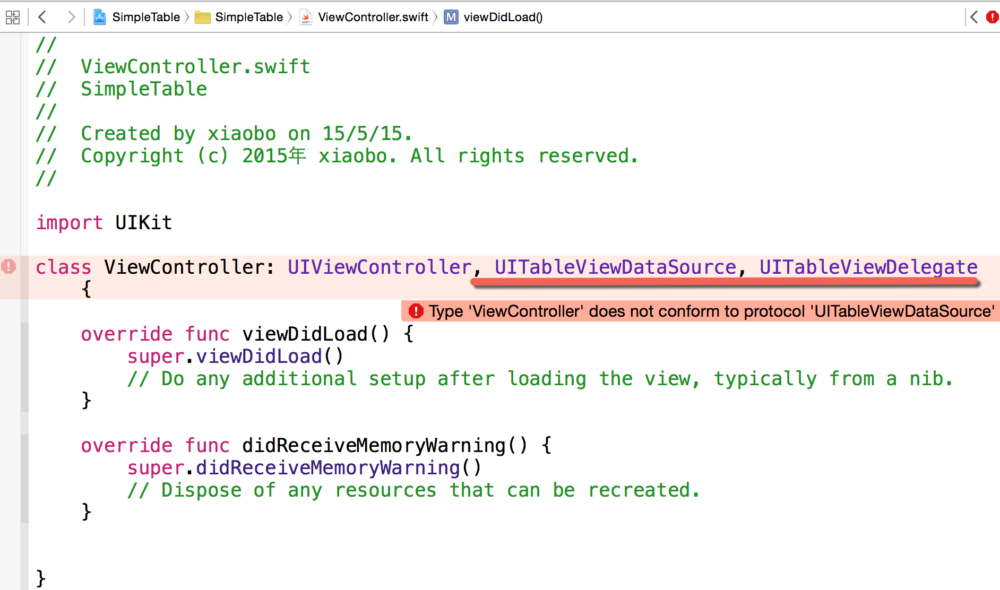 SimpleTable SimpleTable ViewController.swift M viewDidLoad()
//
//  ViewController.swift
//  SimpleTable
//
//  Created by xiaobo on 15/5/15.
//  Copyright (c) 2015年 xiaobo. All rights reserved.
//
import UIKit
class ViewController: UIViewController, UITableViewDataSource, UITableViewDelegate
{
Type 'ViewController' does not conform to protocol 'UITableViewDataSource'
override func viewDidLoad() {
super.viewDidLoad()
// Do any additional setup after loading the view, typically from a nib.
}
override func didReceiveMemoryWarning() {
super.didReceiveMemoryWarning()
// Dispose of any resources that can be recreated.
}
}